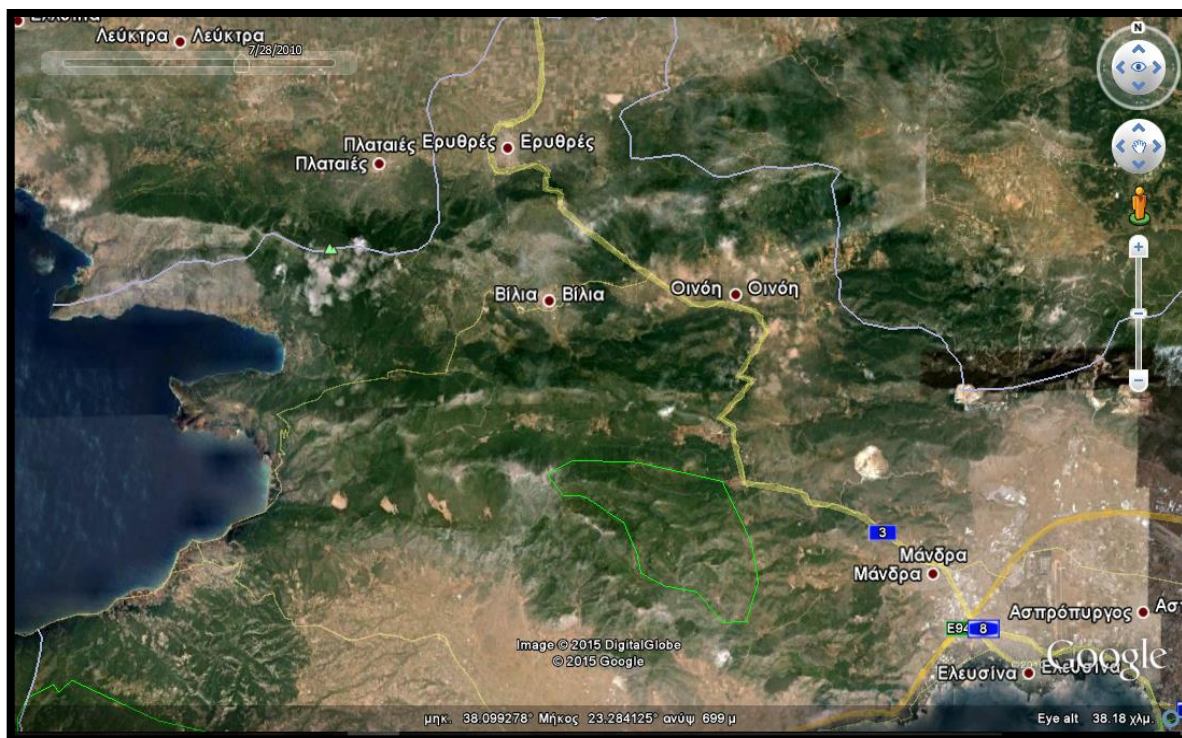 Λεύκτρα Λεύκτρα
7/28/2010
N
Πλαταιές Ερυθρές Ερυθρές
Πλαταιές
Βίλια Βίλια
Οινόη Οινόη
3
Μάνδρα
Μάνδρα
Ασπρόπυργος
E94 8
Image © 2015 DigitalGlobe
© 2015 Google
Google
Ελευσίνα Ελευσίνα
μηκ. 38.099278° Μήκος 23.284125° ανύψ 699 μ
Eye alt 38.18 χλμ.